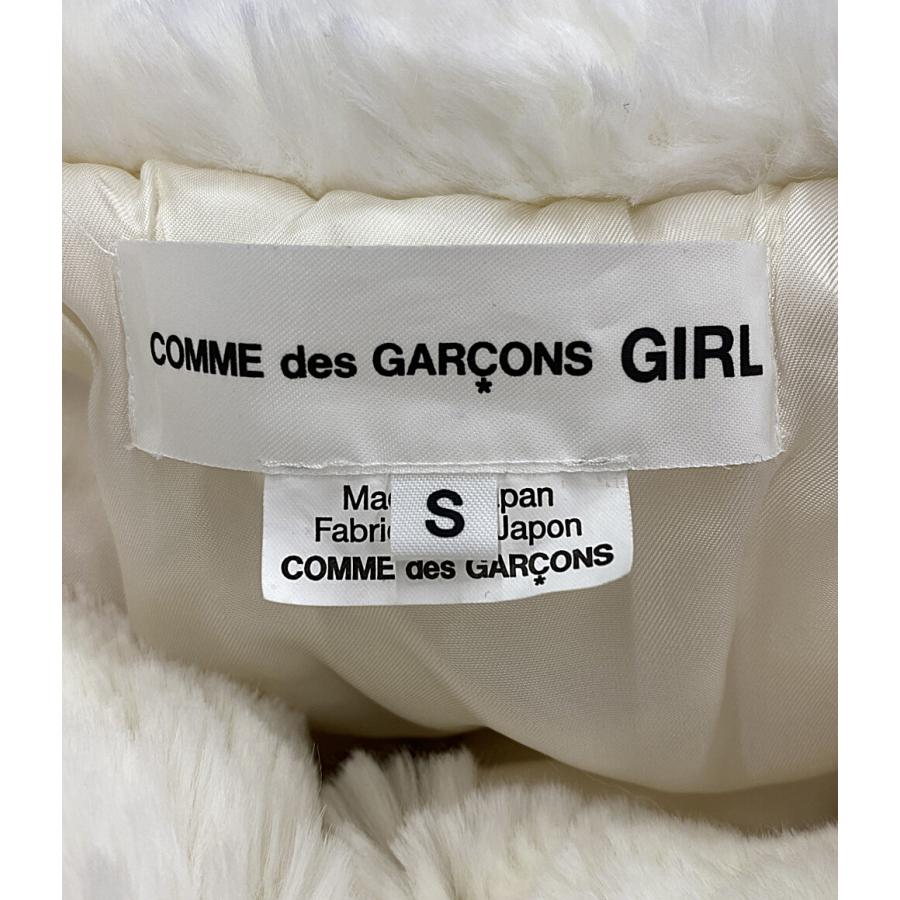 COMME des GARÇONS GIRL
S
Japon
COMME des GARÇONS